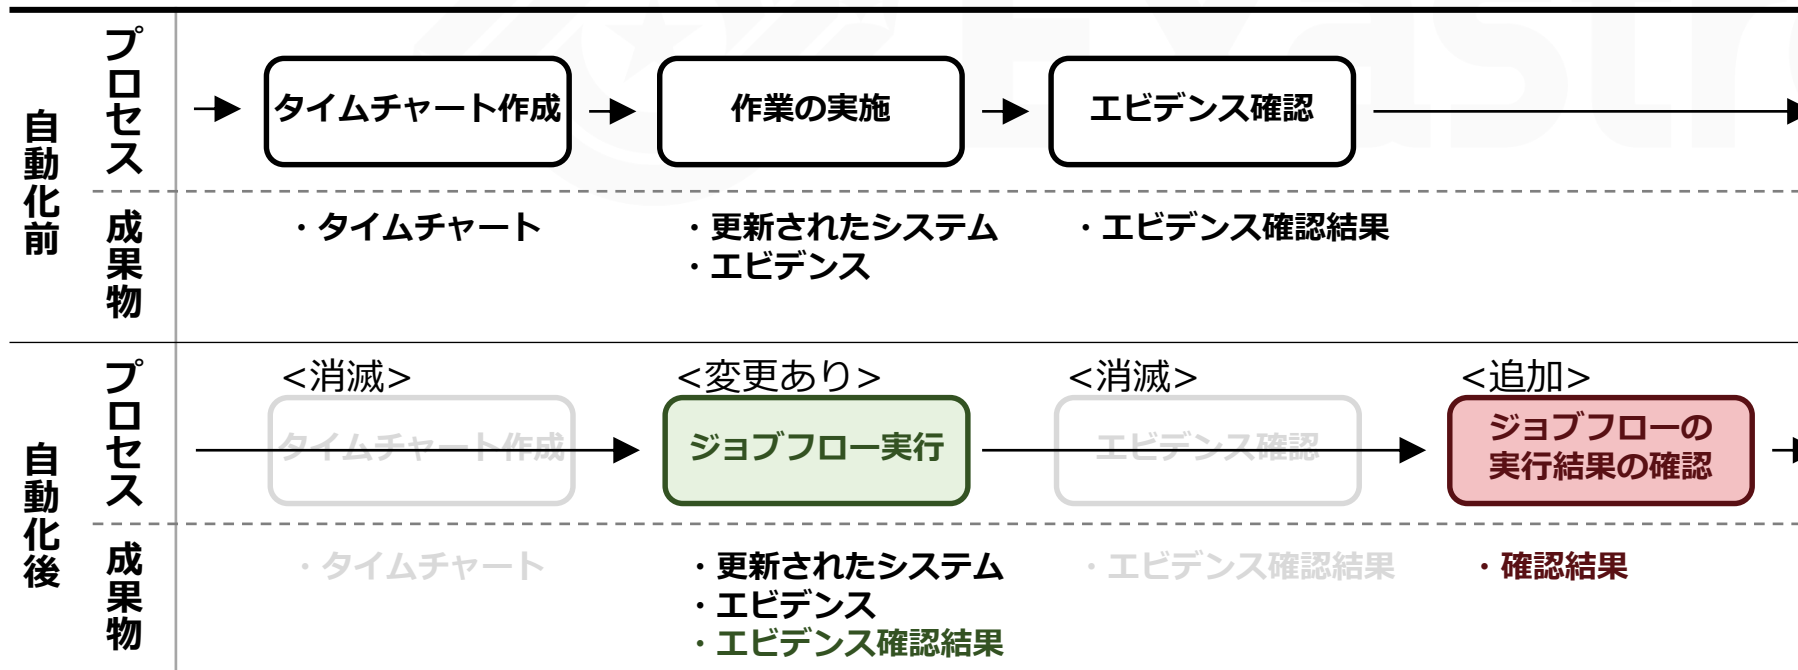 自動化前
プロセス
タイムチャート作成
作業の実施
エビデンス確認
成果物
・タイムチャート
・更新されたシステム
・エビデンス
・エビデンス確認結果
自動化後
プロセス
<消滅>
タイムチャート作成
<変更あり>
ジョブフロー実行
<消滅>
エビデンス確認
<追加>
ジョブフローの
実行結果の確認
成果物
・タイムチャート
・更新されたシステム
・エビデンス
・エビデンス確認結果
・エビデンス確認結果
・確認結果